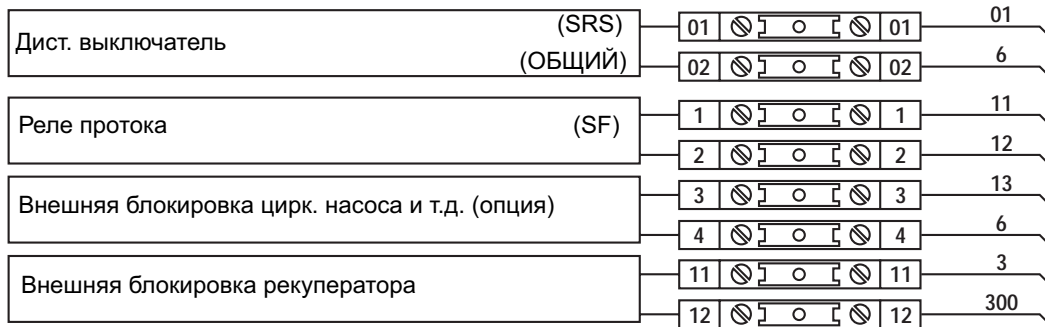 (SRS) 01 01 01
Дист. выключатель
(ОБЩИЙ) 02 02 6
Реле протока (SF) 1 1 11
2 2 12
Внешняя блокировка цирк. насоса и т.д. (опция) 3 3 13
4 4 6
Внешняя блокировка рекуператора 11 11 3
12 12 300